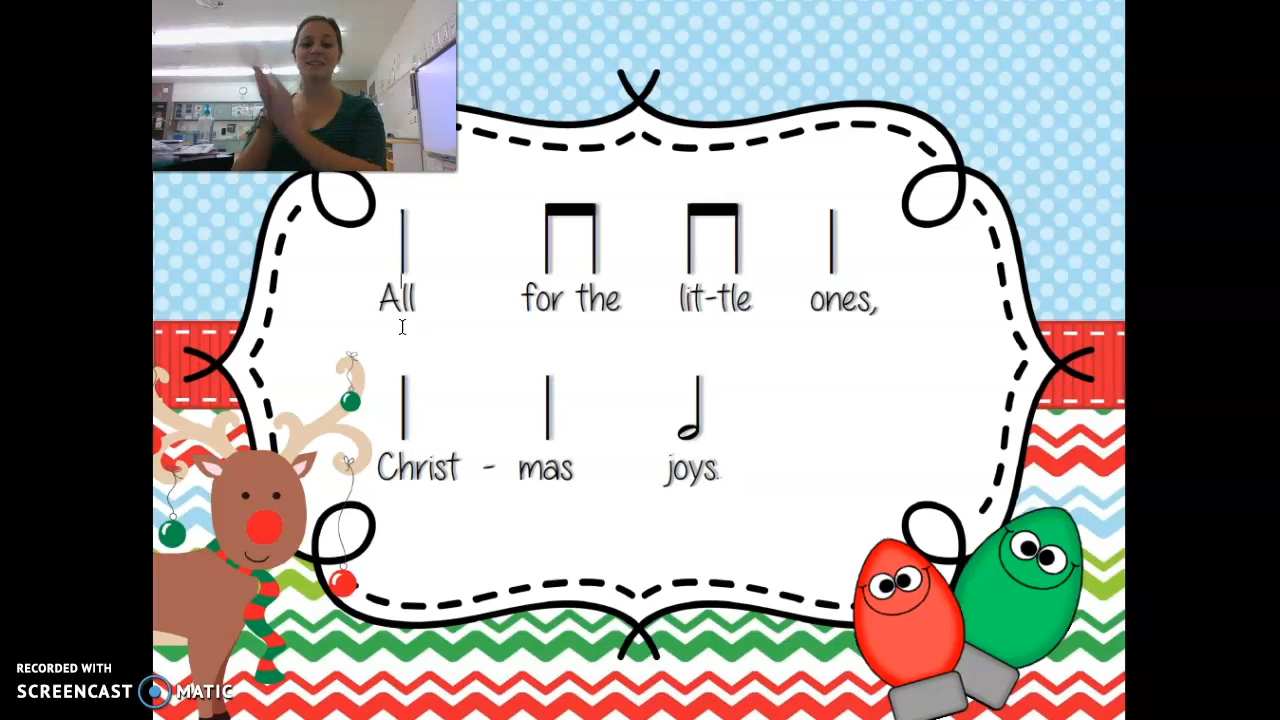 All for the lit-tle ones,
Christ - mas joys.
RECORDED WITH
SCREENCAST MATIC